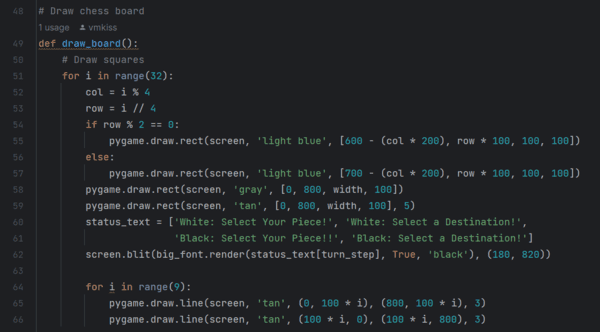 48 # Draw chess board
1 usage vmkiss
49 def draw_board():
50 # Draw squares
51 for i in range(32):
52 col = i % 4
53 row = i // 4
54 if row % 2 == 0:
55 pygame.draw.rect(screen, 'light blue', [600 - (col * 200), row * 100, 100, 100])
56 else:
57 pygame.draw.rect(screen, 'light blue', [700 - (col * 200), row * 100, 100, 100])
58 pygame.draw.rect(screen, 'gray', [0, 800, width, 100])
59 pygame.draw.rect(screen, 'tan', [0, 800, width, 100], 5)
60 status_text = ['White: Select Your Piece!', 'White: Select a Destination!',
61 'Black: Select Your Piece!!', 'Black: Select a Destination!']
62 screen.blit(big_font.render(status_text[turn_step], True, 'black'), (180, 820))
63
64 for i in range(9):
65 pygame.draw.line(screen, 'tan', (0, 100 * i), (800, 100 * i), 3)
66 pygame.draw.line(screen, 'tan', (100 * i, 0), (100 * i, 800), 3)